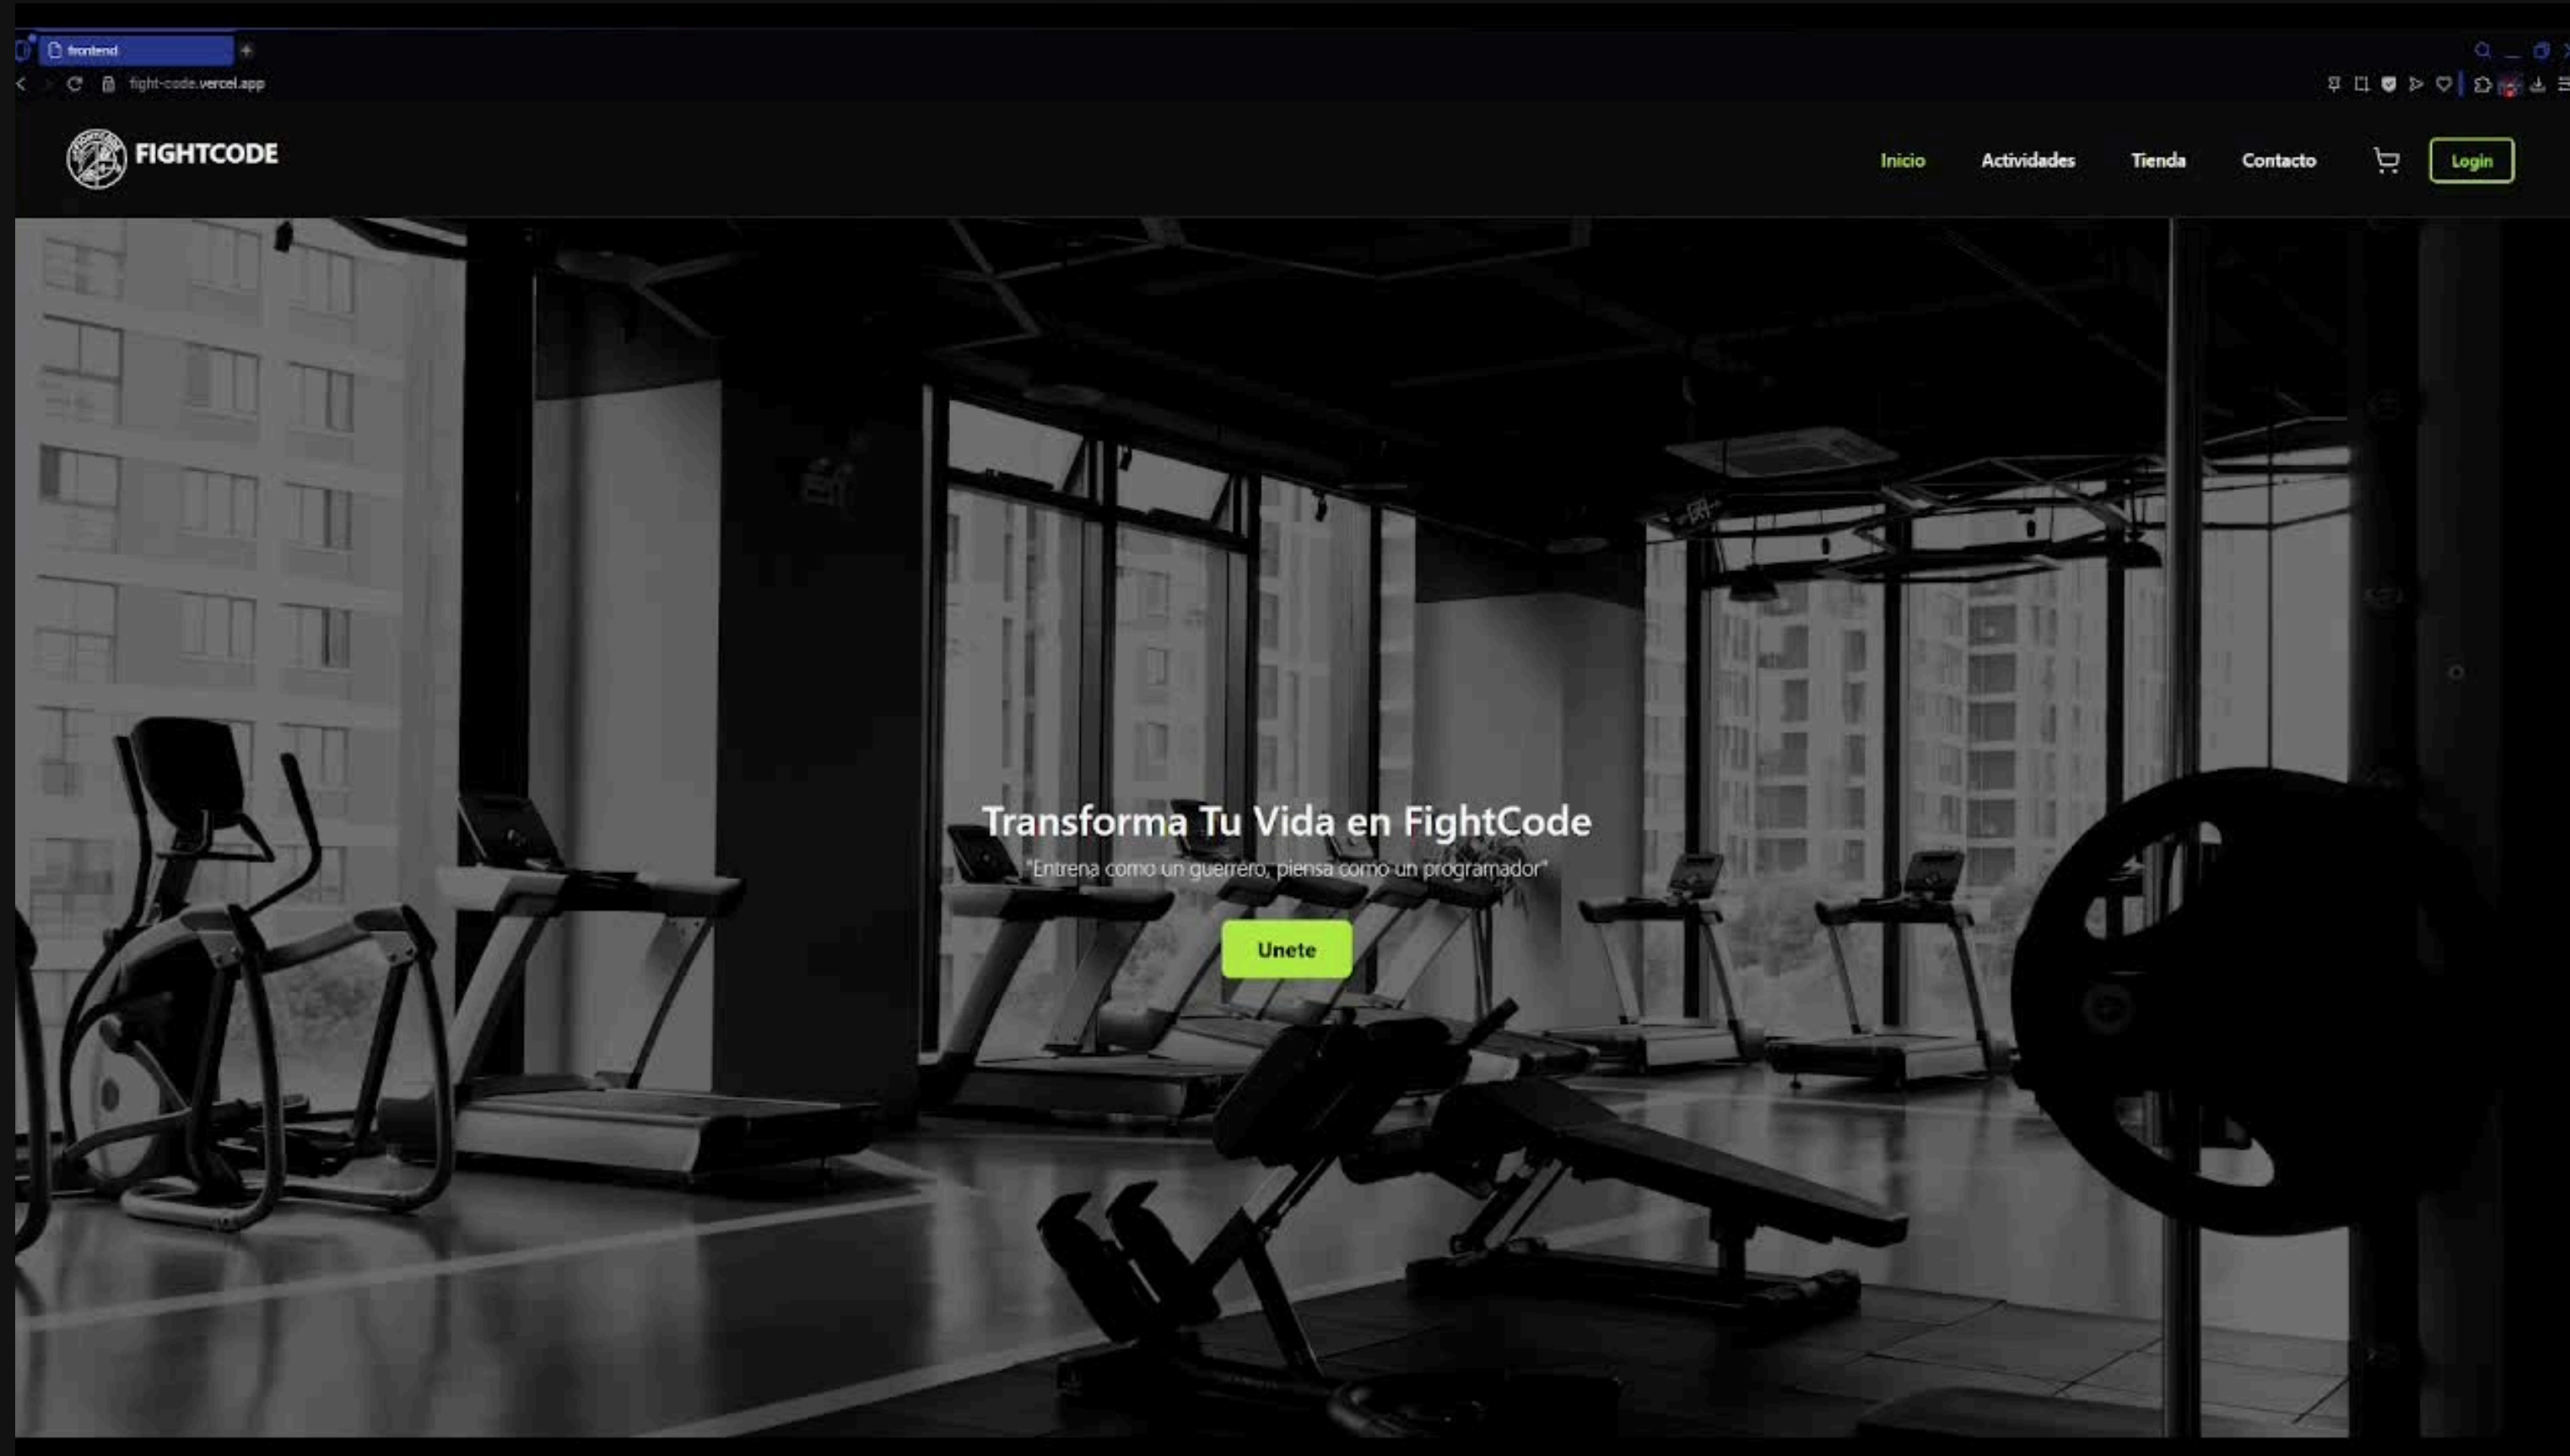 frontend
fight-code.vercel.app
FIGHTCODE
Inicio
Actividades
Tienda
Contacto
Login
Transforma Tu Vida en FightCode
"Entrena como un guerrero, piensa como un programador"
Unete